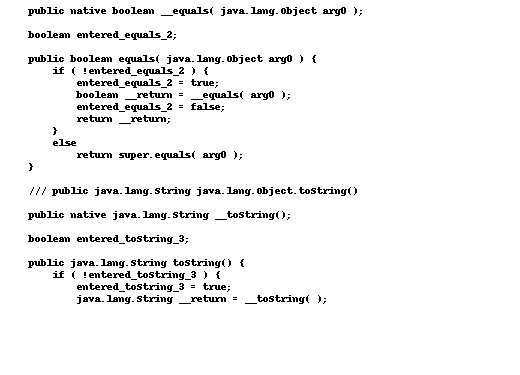 public native boolean __equals( java.lang.Object arg0 );
boolean entered_equals_2;
public boolean equals( java.lang.Object arg0 ) {
if ( !entered_equals_2 ) {
entered_equals_2 = true;
boolean __return = __equals( arg0 );
entered_equals_2 = false;
return __return;
}
else
return super.equals( arg0 );
}
/// public java.lang.String java.lang.Object.toString()
public native java.lang.String __toString();
boolean entered_toString_3;
public java.lang.String toString() {
if ( !entered_toString_3 ) {
entered_toString_3 = true;
java.lang.String __return = __toString( );